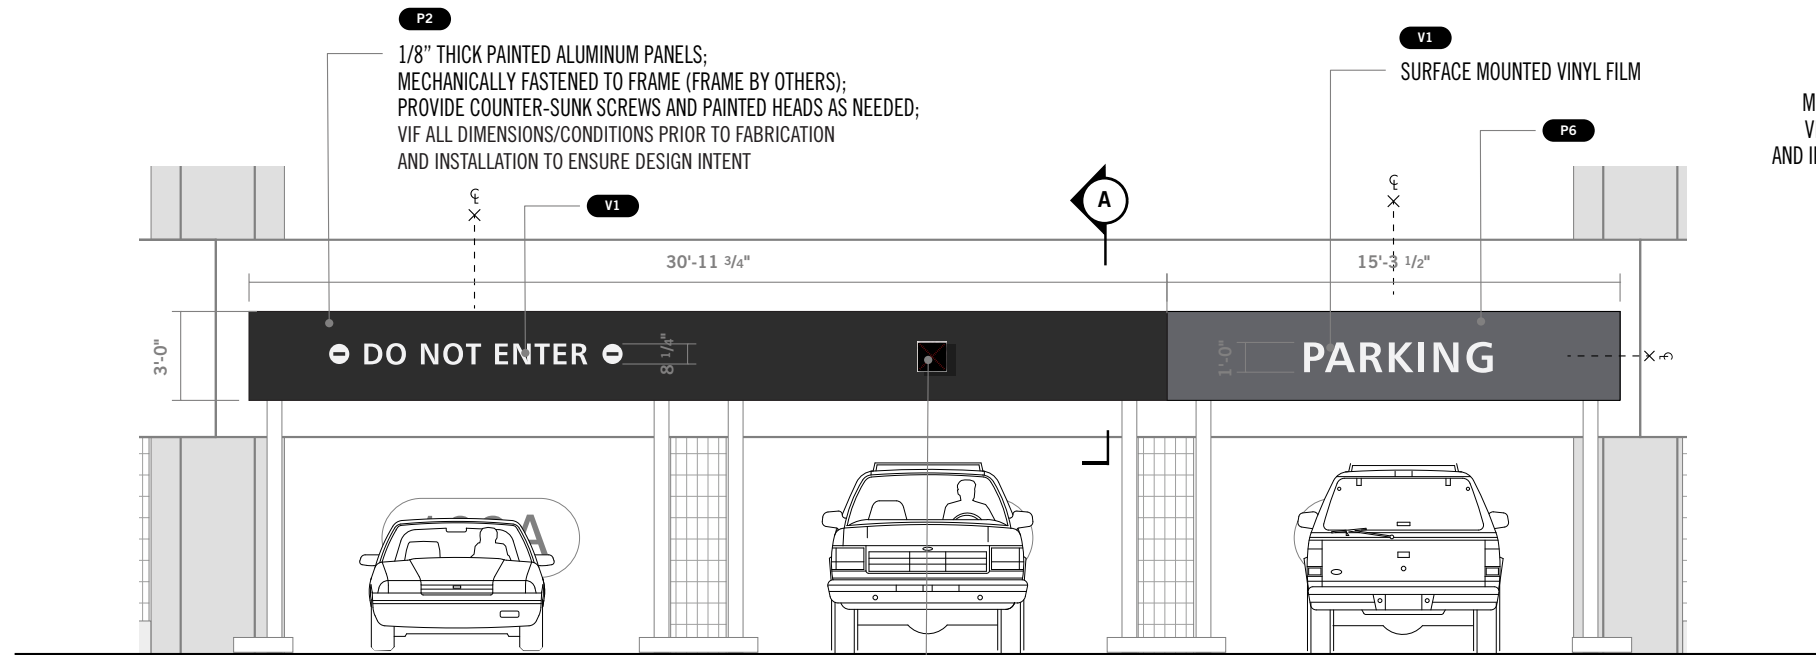 P2
1/8” THICK PAINTED ALUMINUM PANELS;
MECHANICALLY FASTENED TO FRAME (FRAME BY OTHERS);
PROVIDE COUNTER-SUNK SCREWS AND PAINTED HEADS AS NEEDED;
VIF ALL DIMENSIONS/CONDITIONS PRIOR TO FABRICATION
AND INSTALLATION TO ENSURE DESIGN INTENT
V1
SURFACE MOUNTED VINYL FILM
P6
AND
V1
A
30'-11 3/4"
15'-3 1/2"
3'-0"
DO NOT ENTER
8 1/4"
1'-0"
PARKING